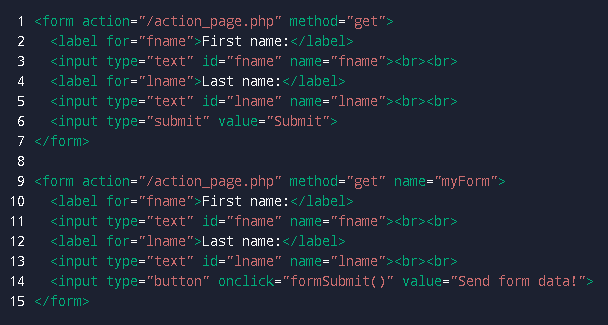 1 <form action="/action_page.php" method="get">
2   <label for="fname">First name:</label>
3   <input type="text" id="fname" name="fname"><br><br>
4   <label for="lname">Last name:</label>
5   <input type="text" id="lname" name="lname"><br><br>
6   <input type="submit" value="Submit">
7 </form>
8
9 <form action="/action_page.php" method="get" name="myForm">
10   <label for="fname">First name:</label>
11   <input type="text" id="fname" name="fname"><br><br>
12   <label for="lname">Last name:</label>
13   <input type="text" id="lname" name="lname"><br><br>
14   <input type="button" onclick="formSubmit()" value="Send form data!">
15 </form>